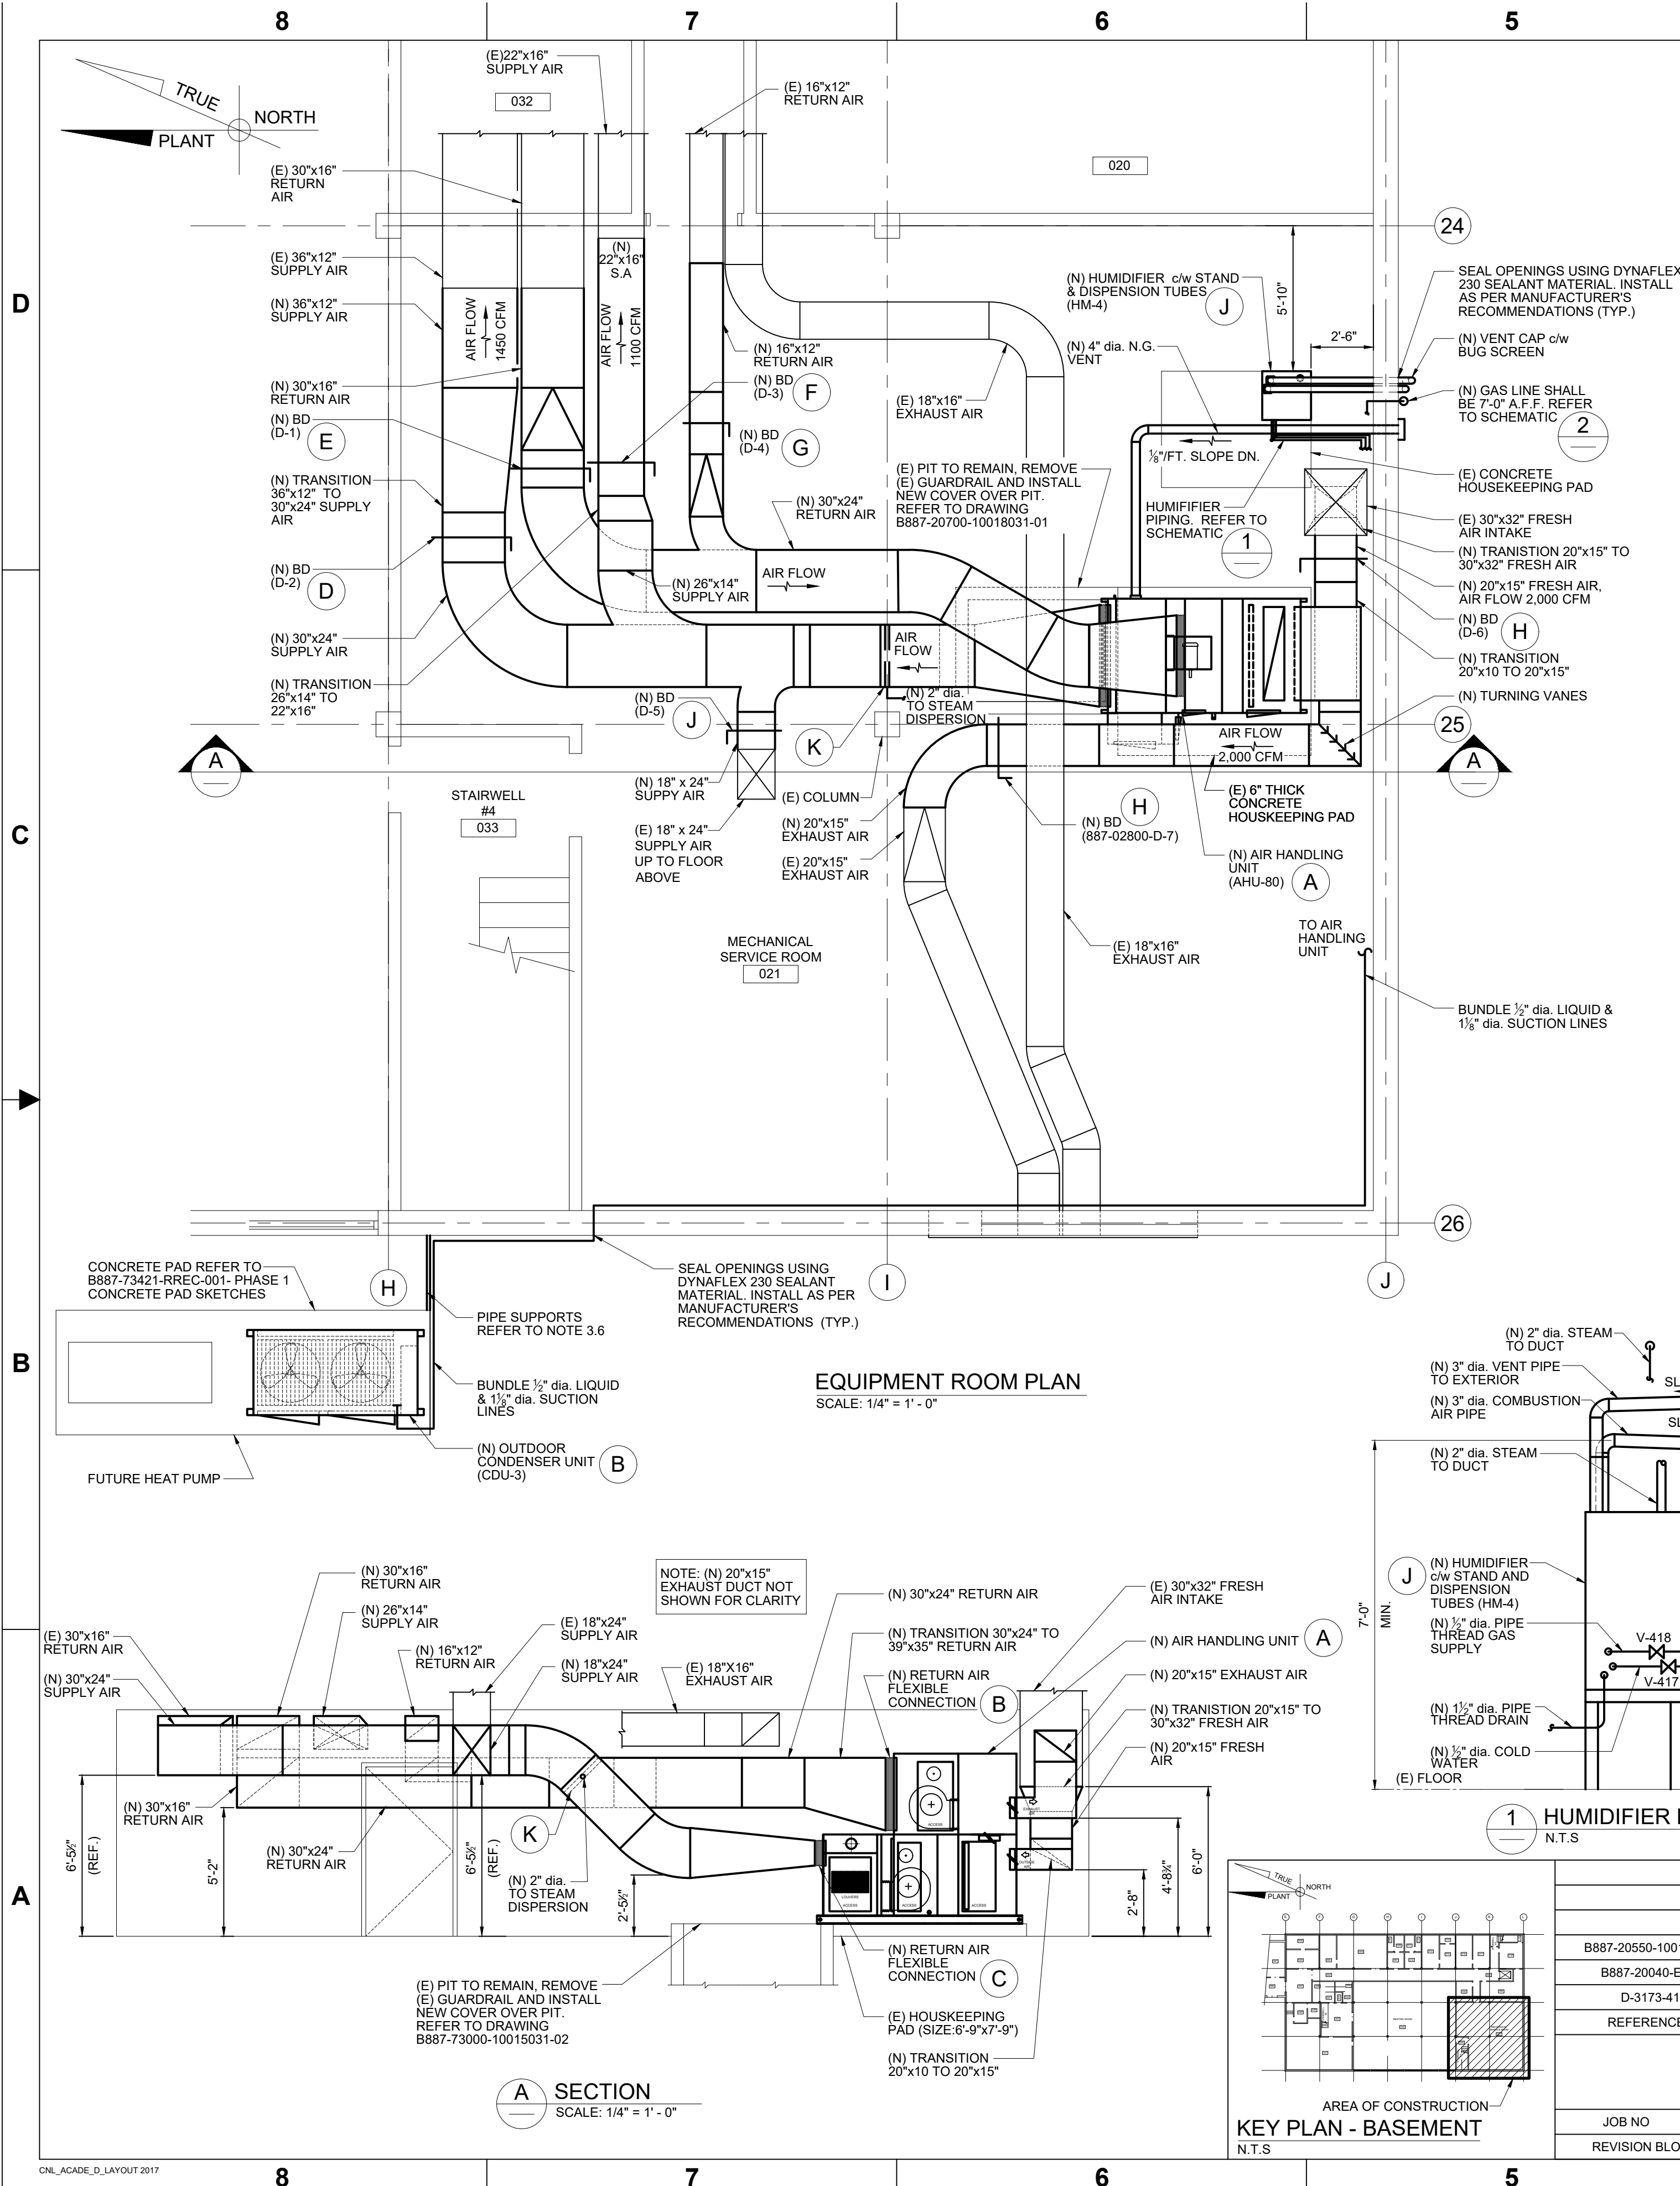 8
7
6
5
TRUE
NORTH
PLANT
(E)22"x16"
SUPPLY AIR
032
(E) 16"x12"
RETURN AIR
020
(E) 30"x16"
RETURN
AIR
24
(E) 36"x12"
SUPPLY AIR
(N)
22"x16"
S.A
D
(N) 36"x12"
SUPPLY AIR
AIR FLOW
1450 CFM
AIR FLOW
1100 CFM
(N) 16"x12"
RETURN AIR
(N) HUMIDIFIER c/w STAND
& DISPENSION TUBES
(HM-4)
J
5'-10"
2'-6"
SEAL OPENINGS USING DYNAFLEX
230 SEALANT MATERIAL. INSTALL
AS PER MANUFACTURER'S
RECOMMENDATIONS (TYP.)
(N) 4" dia. N.G.
VENT
(N) VENT CAP c/w
BUG SCREEN
(N) 30"x16"
RETURN AIR
(N) BD
(D-3)
F
(E) 18"x16"
EXHAUST AIR
(N) GAS LINE SHALL
BE 7'-0" A.F.F. REFER
TO SCHEMATIC
2
(N) BD
(D-1)
E
(N) BD
(D-4)
G
⅛"/FT. SLOPE DN.
(N) TRANSITION
36"x12" TO
30"x24" SUPPLY
AIR
(N) 30"x24"
RETURN AIR
(E) PIT TO REMAIN, REMOVE
(E) GUARDRAIL AND INSTALL
NEW COVER OVER PIT.
REFER TO DRAWING
B887-20700-10018031-01
HUMIFIFIER
PIPING. REFER TO
SCHEMATIC
1
(E) CONCRETE
HOUSEKEEPING PAD
(E) 30"x32" FRESH
AIR INTAKE
(N) TRANISTION 20"x15" TO
30"x32" FRESH AIR
(N) BD
(D-2)
D
(N) 26"x14"
SUPPLY AIR
AIR FLOW
(N) 20"x15" FRESH AIR,
AIR FLOW 2,000 CFM
(N) BD
(D-6)
H
(N) 30"x24"
SUPPLY AIR
AIR
FLOW
(N) TRANSITION
20"x10 TO 20"x15"
(N) TRANSITION
26"x14" TO
22"x16"
(N) BD
(D-5)
J
(N) 2" dia.
TO STEAM
DISPERSION
(N) TURNING VANES
25
K
AIR FLOW
2,000 CFM
A
A
(N) 18" x 24"
SUPPY AIR
(E) COLUMN
(E) 6" THICK
CONCRETE
HOUSKEEPING PAD
STAIRWELL
#4
033
C
(E) 18" x 24"
SUPPLY AIR
UP TO FLOOR
ABOVE
(N) 20"x15"
EXHAUST AIR
(E) 20"x15"
EXHAUST AIR
H
(N) BD
(887-02800-D-7)
(N) AIR HANDLING
UNIT
(AHU-80)
A
MECHANICAL
SERVICE ROOM
021
(E) 18"x16"
EXHAUST AIR
TO AIR
HANDLING
UNIT
BUNDLE ½" dia. LIQUID &
1⅛" dia. SUCTION LINES
26
CONCRETE PAD REFER TO
B887-73421-RREC-001- PHASE 1
CONCRETE PAD SKETCHES
H
I
J
SEAL OPENINGS USING
DYNAFLEX 230 SEALANT
MATERIAL. INSTALL AS PER
MANUFACTURER'S
RECOMMENDATIONS (TYP.)
PIPE SUPPORTS
REFER TO NOTE 3.6
B
BUNDLE ½" dia. LIQUID
& 1⅛" dia. SUCTION
LINES
EQUIPMENT ROOM PLAN
SCALE: 1/4" = 1' - 0"
(N) OUTDOOR
CONDENSER UNIT
(CDU-3)
B
FUTURE HEAT PUMP
(N) 2" dia. STEAM
TO DUCT
(N) 3" dia. VENT PIPE
TO EXTERIOR
SL
(N) 3" dia. COMBUSTION
AIR PIPE
SL
(N) 2" dia. STEAM
TO DUCT
J
(N) HUMIDIFIER
c/w STAND AND
DISPENSION
TUBES (HM-4)
7'-0"
MIN.
(N) ½" dia. PIPE
THREAD GAS
SUPPLY
V-418
V-417
(N) 1½" dia. PIPE
THREAD DRAIN
(N) ½" dia. COLD
WATER
(E) FLOOR
1
HUMIDIFIER
N.T.S
(N) 30"x16"
RETURN AIR
NOTE: (N) 20"x15"
EXHAUST DUCT NOT
SHOWN FOR CLARITY
(N) 30"x24" RETURN AIR
(E) 30"x32" FRESH
AIR INTAKE
(N) 26"x14"
SUPPLY AIR
(E) 18"x24"
SUPPLY AIR
(N) TRANSITION 30"x24" TO
39"x35" RETURN AIR
(N) AIR HANDLING UNIT
A
(E) 30"x16"
RETURN AIR
(N) 16"x12"
RETURN AIR
(N) 18"x24"
SUPPLY AIR
(E) 18"X16"
EXHAUST AIR
(N) RETURN AIR
FLEXIBLE
CONNECTION
B
(N) 20"x15" EXHAUST AIR
(N) 30"x24"
SUPPLY AIR
(N) TRANISTION 20"x15" TO
30"x32" FRESH AIR
(N) 20"x15" FRESH
AIR
(N) 30"x16"
RETURN AIR
EXHAUST
AIR
ACCESS
K
6'-5½"
(REF.)
5'-2"
(N) 30"x24"
RETURN AIR
6'-5½"
(REF.)
(N) 2" dia.
TO STEAM
DISPERSION
2'-5½"
OUTSIDE
AIR
LOUVERS
ACCESS
ACCESS
ACCESS
2'-8"
4'-8¾"
6'-0"
A
(N) RETURN AIR
FLEXIBLE
CONNECTION
C
(E) PIT TO REMAIN, REMOVE
(E) GUARDRAIL AND INSTALL
NEW COVER OVER PIT.
REFER TO DRAWING
B887-73000-10015031-02
(E) HOUSKEEPING
PAD (SIZE:6'-9"x7'-9")
(N) TRANSITION
20"x10 TO 20"x15"
A
SECTION
SCALE: 1/4" = 1' - 0"
TRUE
NORTH
PLANT
AREA OF CONSTRUCTION
KEY PLAN - BASEMENT
N.T.S
B887-20550-100
B887-20040-E
D-3173-41
REFERENCE
JOB NO
REVISION BLO
CNL_ACADE_D_LAYOUT 2017
8
7
6
5